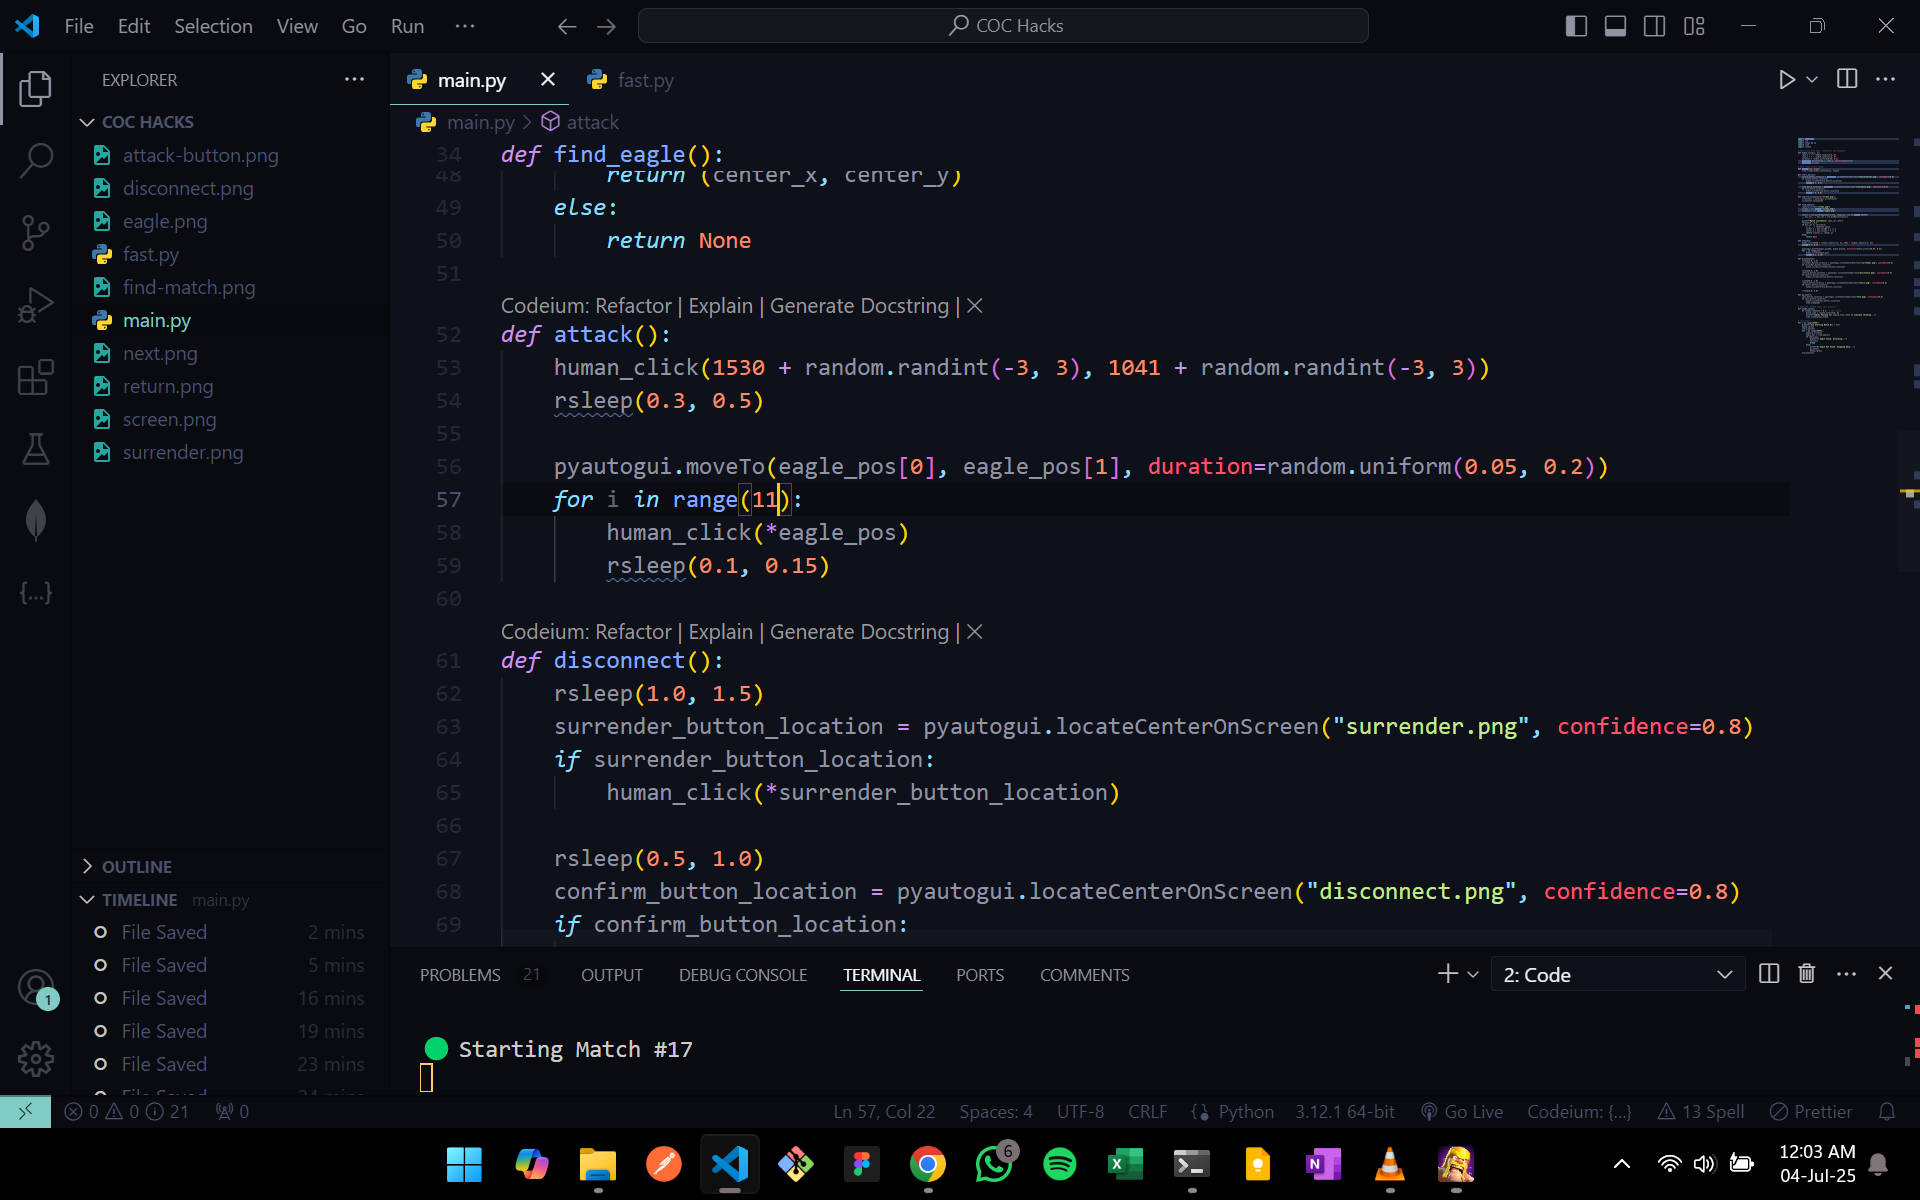 File Edit Selection View Go Run ··· COC Hacks
EXPLORER
COC HACKS
attack-button.png
disconnect.png
eagle.png
fast.py
find-match.png
main.py
next.png
return.png
screen.png
surrender.png
OUTLINE
TIMELINE main.py
File Saved 2 mins
File Saved 5 mins
File Saved 16 mins
File Saved 19 mins
File Saved 23 mins
main.py fast.py
main.py > attack
34 def find_eagle():
48 return (center_x, center_y)
49 else:
50 return None
51
Codeium: Refactor | Explain | Generate Docstring | ×
52 def attack():
53 human_click(1530 + random.randint(-3, 3), 1041 + random.randint(-3, 3))
54 rsleep(0.3, 0.5)
55
56 pyautogui.moveTo(eagle_pos[0], eagle_pos[1], duration=random.uniform(0.05, 0.2))
57 for i in range(11):
58 human_click(*eagle_pos)
59 rsleep(0.1, 0.15)
60
Codeium: Refactor | Explain | Generate Docstring | ×
61 def disconnect():
62 rsleep(1.0, 1.5)
63 surrender_button_location = pyautogui.locateCenterOnScreen("surrender.png", confidence=0.8)
64 if surrender_button_location:
65 human_click(*surrender_button_location)
66
67 rsleep(0.5, 1.0)
68 confirm_button_location = pyautogui.locateCenterOnScreen("disconnect.png", confidence=0.8)
69 if confirm_button_location:
PROBLEMS 21 OUTPUT DEBUG CONSOLE TERMINAL PORTS COMMENTS 2: Code
Starting Match #17
1
0 0 21 0 Ln 57, Col 22 Spaces: 4 UTF-8 CRLF Python 3.12.1 64-bit Go Live Codeium: {...} 13 Spell Prettier
6
12:03 AM
04-Jul-25